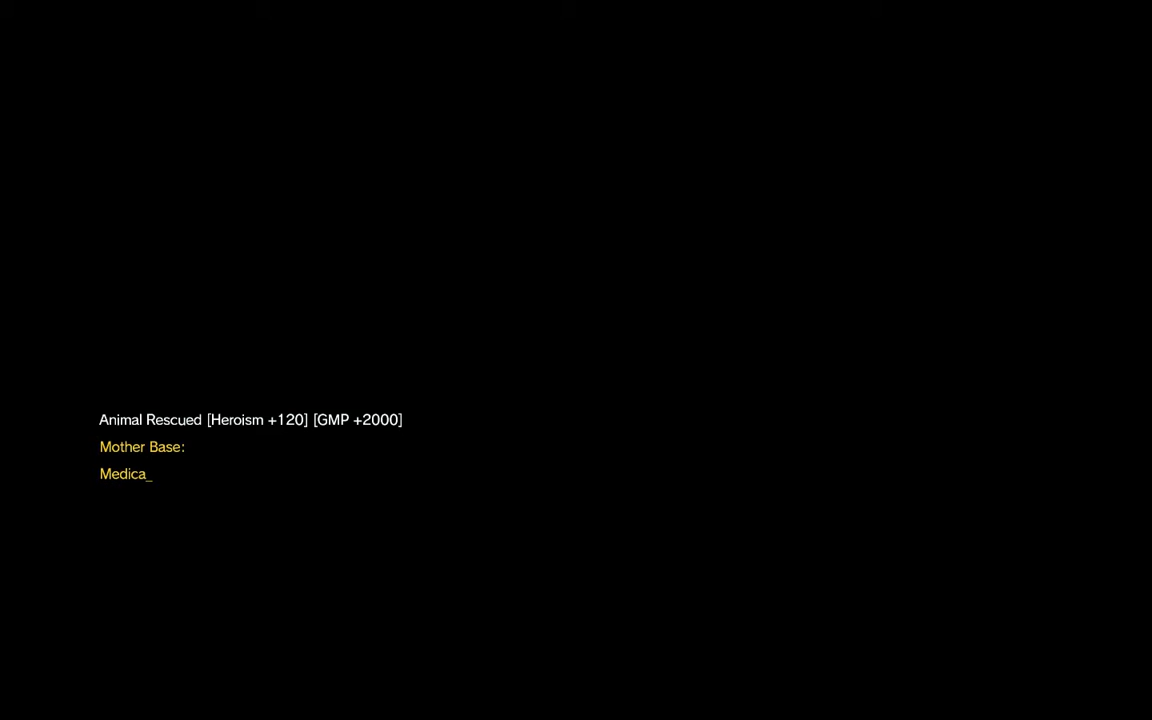 Animal Rescued [Heroism +120] [GMP +2000]
Mother Base:
Medica_